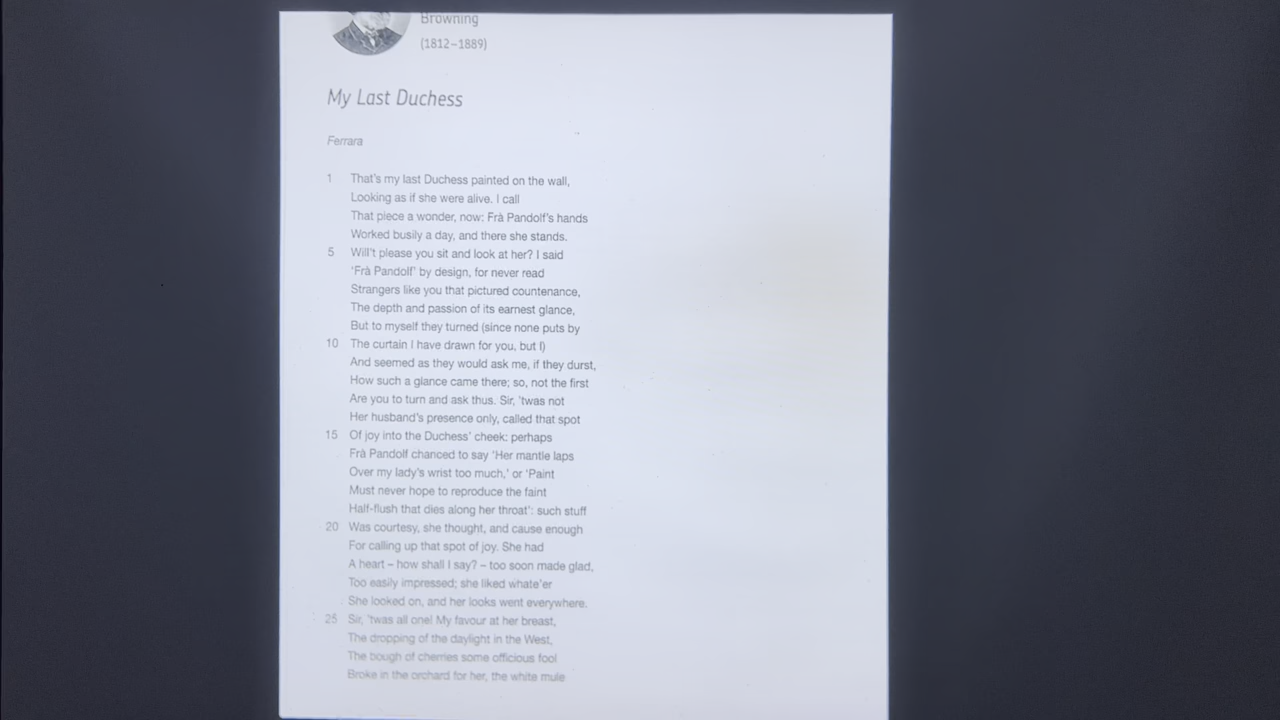 Browning
(1812–1889)
My Last Duchess
Ferrara
1 That's my last Duchess painted on the wall,
Looking as if she were alive. I call
That piece a wonder, now: Frà Pandolf's hands
Worked busily a day, and there she stands.
5 Will't please you sit and look at her? I said
'Frà Pandolf' by design, for never read
Strangers like you that pictured countenance,
The depth and passion of its earnest glance,
But to myself they turned (since none puts by
10 The curtain I have drawn for you, but I)
And seemed as they would ask me, if they durst,
How such a glance came there; so, not the first
Are you to turn and ask thus. Sir, 'twas not
Her husband's presence only, called that spot
15 Of joy into the Duchess' cheek: perhaps
Frà Pandolf chanced to say 'Her mantle laps
Over my lady's wrist too much,' or 'Paint
Must never hope to reproduce the faint
Half-flush that dies along her throat': such stuff
20 Was courtesy, she thought, and cause enough
For calling up that spot of joy. She had
A heart – how shall I say? – too soon made glad,
Too easily impressed; she liked whate'er
She looked on, and her looks went everywhere.
25 Sir, 'twas all one! My favour at her breast,
The dropping of the daylight in the West,
The bough of cherries some officious fool
Broke in the orchard for her, the white mule